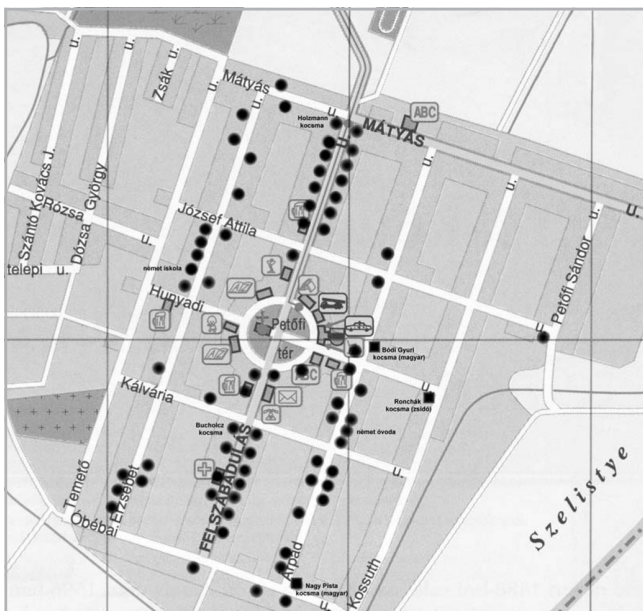 Zsák
u.
u.
u.
u.
Mátyás
u.
Holzmann
kocsma
ABC
MÁTYÁS
u.
u.
u.
u.
Szántó Kovács J.
Dózsa György
Rózsa
u.
József Attila
német iskola
telepi u.
Hunyadi
Petőfi
tér
Petőfi Sándor
u.
Bódi Gyuri
kocsma (magyar)
ABC
u.
Ronchák
kocsma (zsidó)
Kálvária
Bucholcz
kocsma
német óvoda
u.
FELSZABADULÁS
Temető
Erzsébet
Óbébai
Árpád
Kossuth
Nagy Pista
kocsma (magyar)
u.
Szelistye